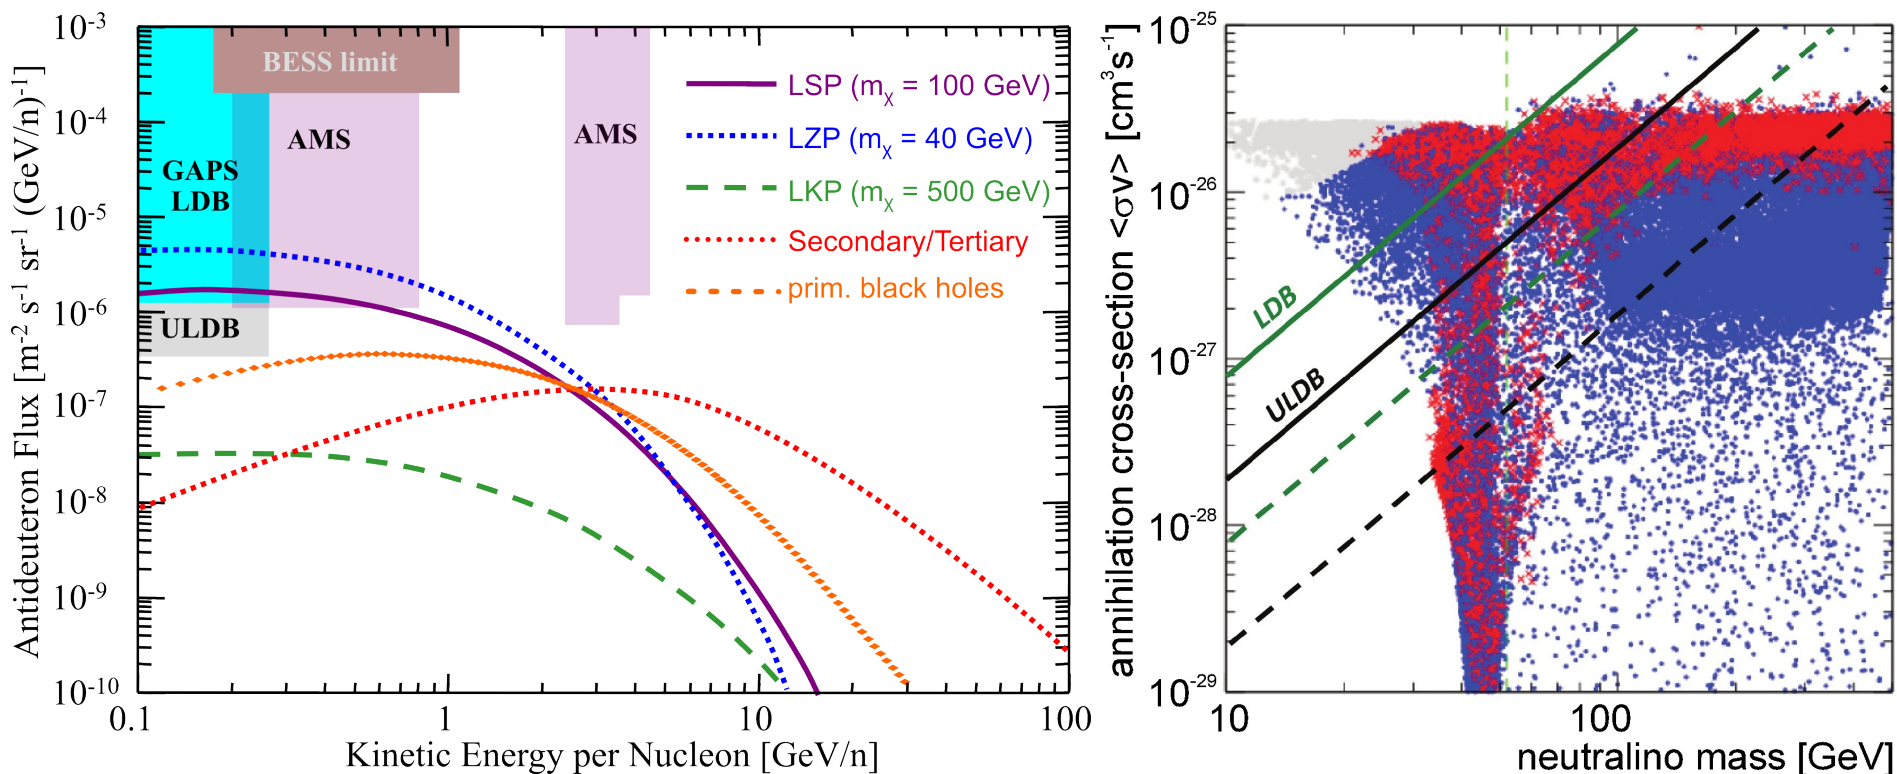 Antideuteron Flux [m⁻² s⁻¹ sr⁻¹ (GeV/n)⁻¹]
10⁻³
10⁻⁴
10⁻⁵
10⁻⁶
10⁻⁷
10⁻⁸
10⁻⁹
10⁻¹⁰
BESS limit
AMS
AMS
GAPS
LDB
ULDB
LSP (mχ = 100 GeV)
LZP (mχ = 40 GeV)
LKP (mχ = 500 GeV)
Secondary/Tertiary
prim. black holes
0.1 1 10 100
Kinetic Energy per Nucleon [GeV/n]
annihilation cross-section <σv> [cm³s⁻¹]
10⁻²⁵
10⁻²⁶
10⁻²⁷
10⁻²⁸
10⁻²⁹
LDB
ULDB
10 100
neutralino mass [GeV]